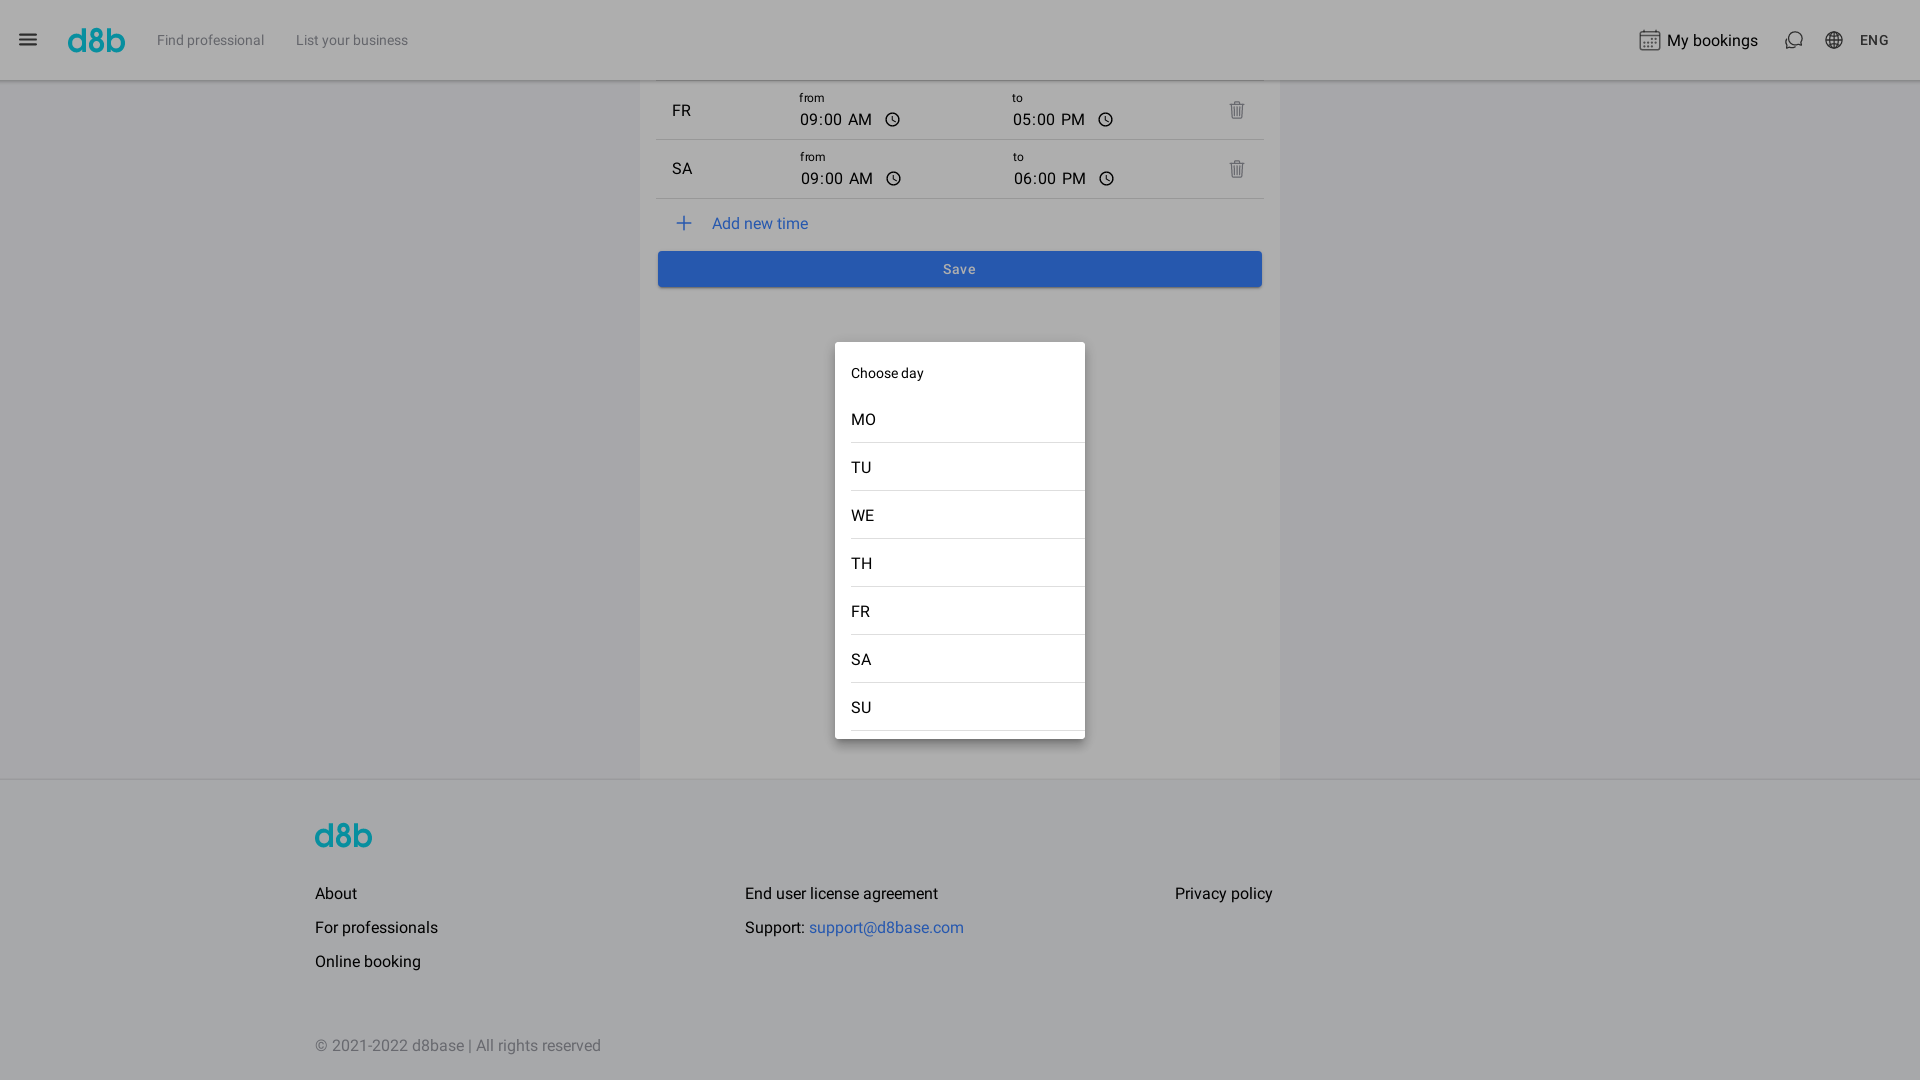 d8b Find professional List your business My bookings ENG
from to
FR 09:00 AM 05:00 PM
from to
SA 09:00 AM 06:00 PM
Add new time
Save
Choose day
MO
TU
WE
TH
FR
SA
SU
d8b
About End user license agreement Privacy policy
For professionals Support: support@d8base.com
Online booking
© 2021-2022 d8base | All rights reserved